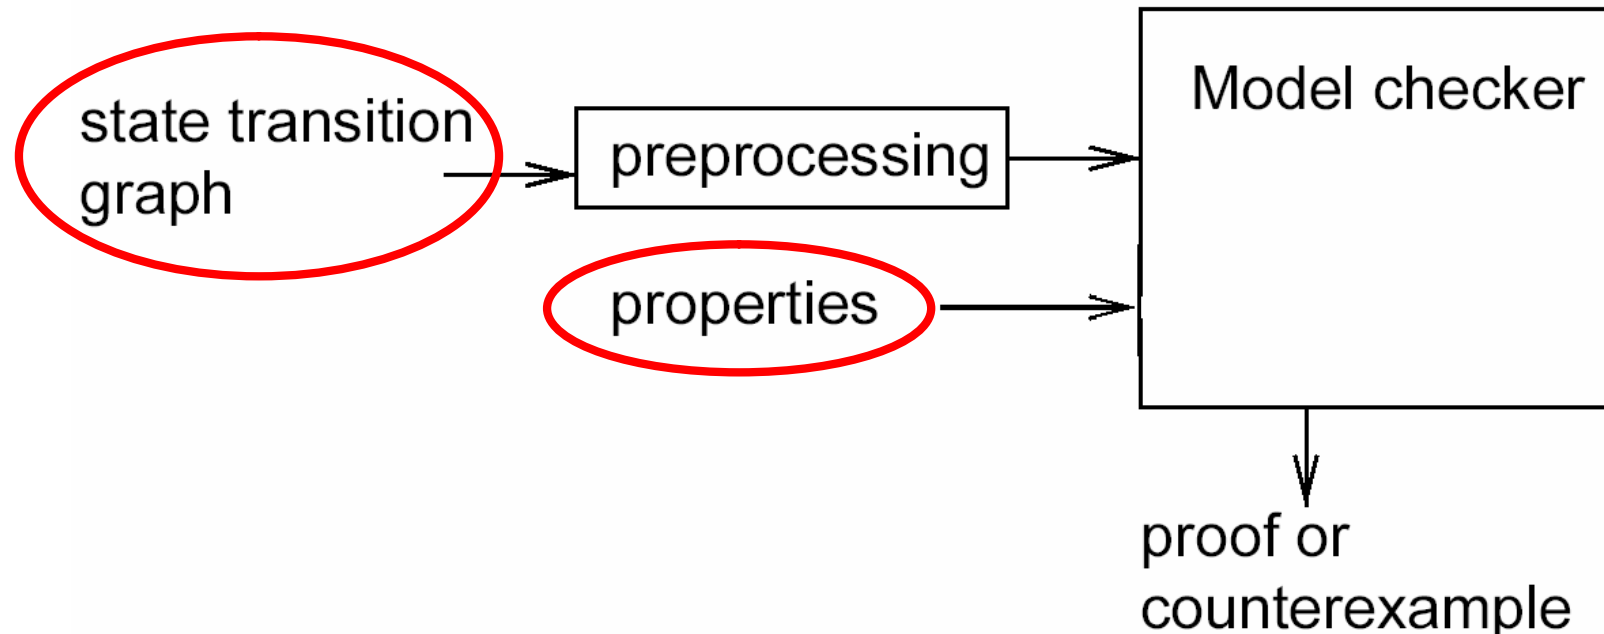 state transition
graph
preprocessing
Model checker
properties
proof or
counterexample